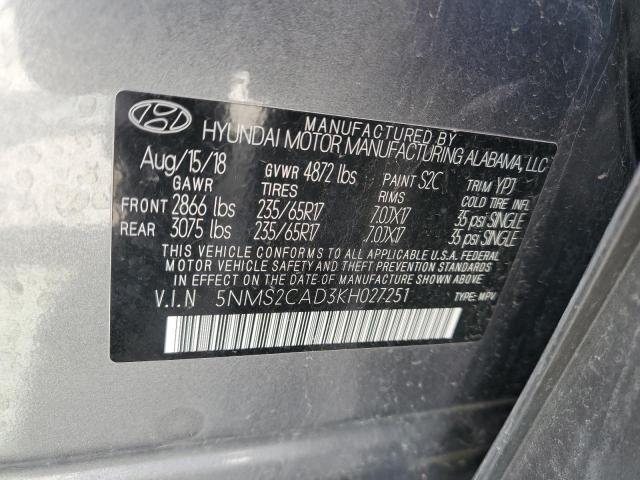 MANUFACTURED BY
HYUNDAI MOTOR MANUFACTURING ALABAMA, LLC
Aug/15/18 GVWR 4872 lbs PAINT S2C TRIM YPJ
GAWR TIRES RIMS COLD TIRE INFL
FRONT 2866 lbs 235/65R17 7.0JX17 35 psi SINGLE
REAR 3075 lbs 235/65R17 7.0JX17 35 psi SINGLE
THIS VEHICLE CONFORMS TO ALL APPLICABLE U.S.A. FEDERAL
MOTOR VEHICLE SAFETY AND THEFT PREVENTION STANDARDS
IN EFFECT ON THE DATE OF MANUFACTURE SHOWN ABOVE.
V.I.N 5NMS2CAD3KH027251 TYPE: MPV